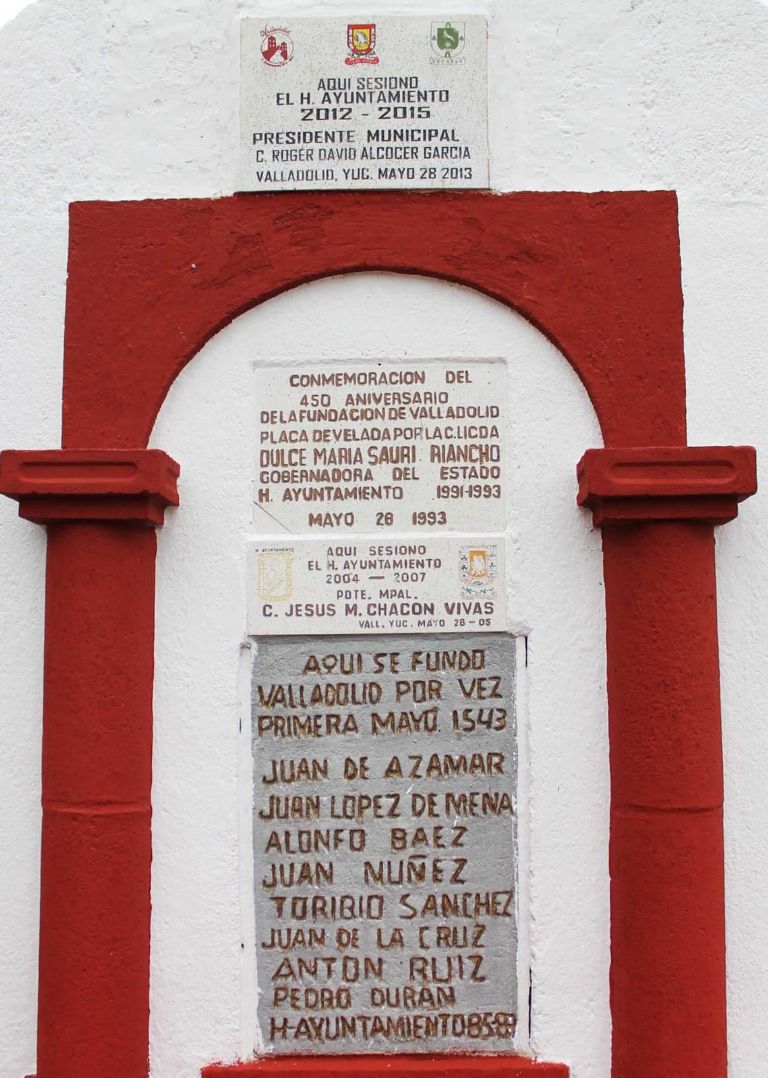 AQUI SESIONO
EL H. AYUNTAMIENTO
2012 - 2015
PRESIDENTE MUNICIPAL
C. ROGER DAVID ALCOCER GARCIA
VALLADOLID, YUC. MAYO 28 2013
CONMEMORACION DEL
450 ANIVERSARIO
DE LA FUNDACION DE VALLADOLID
PLACA DEVELADA POR LA C. LICDA
DULCE MARIA SAURI RIANCHO
GOBERNADORA DEL ESTADO
H. AYUNTAMIENTO 1991-1993
MAYO 28 1993
H. AYUNTAMIENTO
AQUI SESIONO
EL H. AYUNTAMIENTO
2004 — 2007
PDTE. MPAL.
C. JESUS M. CHACON VIVAS
VALL. YUC. MAYO 28-05
AQUI SE FUNDO
VALLADOLID POR VEZ
PRIMERA MAYO 1543
JUAN DE AZAMAR
JUAN LOPEZ DE MENA
ALONFO BAEZ
JUAN NUÑEZ
TORIBIO SANCHEZ
JUAN DE LA CRUZ
ANTON RUIZ
PEDRO DURAN
H-AYUNTAMIENTO